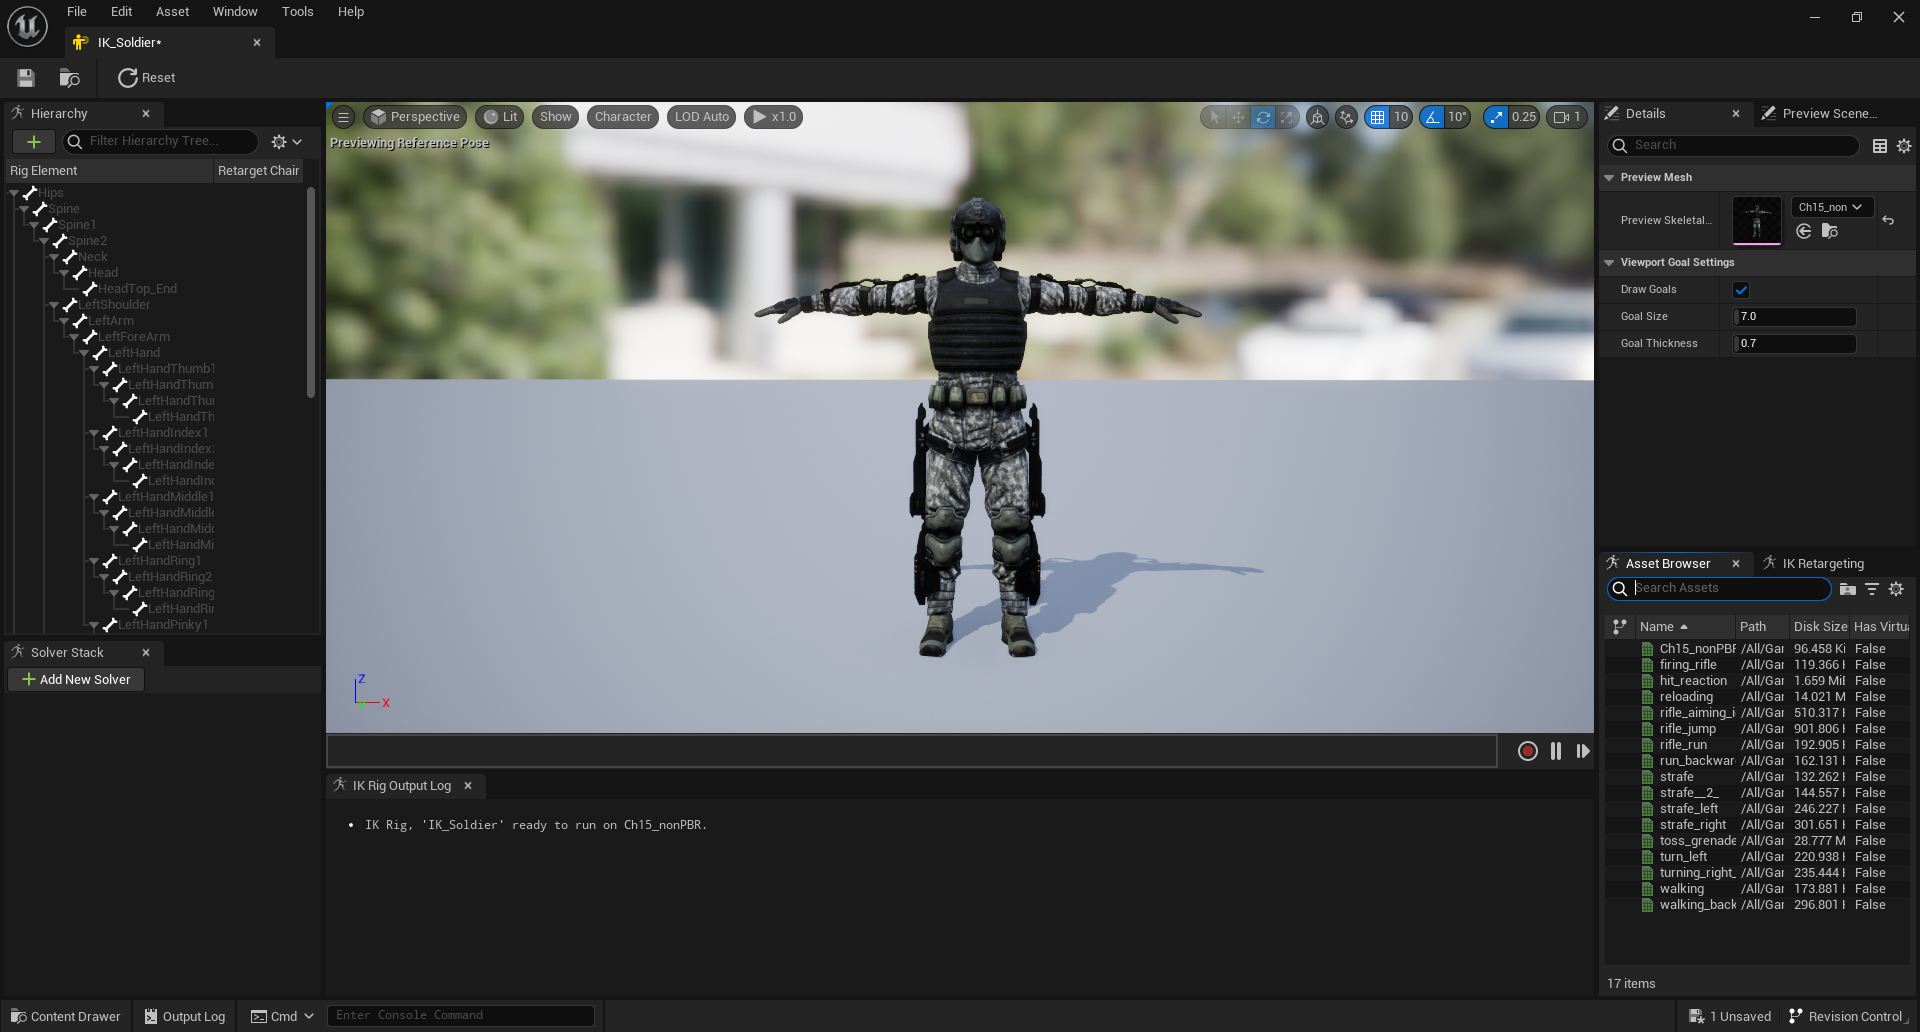 File Edit Asset Window Tools Help
IK_Soldier*
Reset
Hierarchy
Filter Hierarchy Tree...
Rig Element Retarget Chair
Hips
Spine
Spine1
Spine2
Neck
Head
HeadTop_End
LeftShoulder
LeftArm
LeftForeArm
LeftHand
LeftHandThumb1
LeftHandThum
LeftHandThu
LeftHandTh
LeftHandIndex1
LeftHandIndex
LeftHandInde
LeftHandInd
LeftHandMiddle1
LeftHandMiddle
LeftHandMidd
LeftHandMi
LeftHandRing1
LeftHandRing2
LeftHandRing
LeftHandRi
LeftHandPinky1
Solver Stack
Add New Solver
Perspective Lit Show Character LOD Auto x1.0 10 10° 0.25 1
Previewing Reference Pose
Z
X
IK Rig Output Log
• IK Rig, 'IK_Soldier' ready to run on Ch15_nonPBR.
Details Preview Scene...
Search
Preview Mesh
Preview Skeletal... Ch15_non
Viewport Goal Settings
Draw Goals
Goal Size 7.0
Goal Thickness 0.7
Asset Browser IK Retargeting
Search Assets
Name Path Disk Size Has Virtua
Ch15_nonPBR /All/Gar 96.458 Ki False
firing_rifle /All/Gar 119.366 False
hit_reaction /All/Gar 1.659 MiB False
reloading /All/Gar 14.021 M False
rifle_aiming_i /All/Gar 510.317 False
rifle_jump /All/Gar 901.806 False
rifle_run /All/Gar 192.905 False
run_backwar /All/Gar 162.131 False
strafe /All/Gar 132.262 False
strafe__2_ /All/Gar 144.557 False
strafe_left /All/Gar 246.227 False
strafe_right /All/Gar 301.651 False
toss_grenade /All/Gar 28.777 M False
turn_left /All/Gar 220.938 False
turning_right_ /All/Gar 235.444 False
walking /All/Gar 173.881 False
walking_back /All/Gar 296.801 False
17 items
Content Drawer Output Log Cmd Enter Console Command 1 Unsaved Revision Control